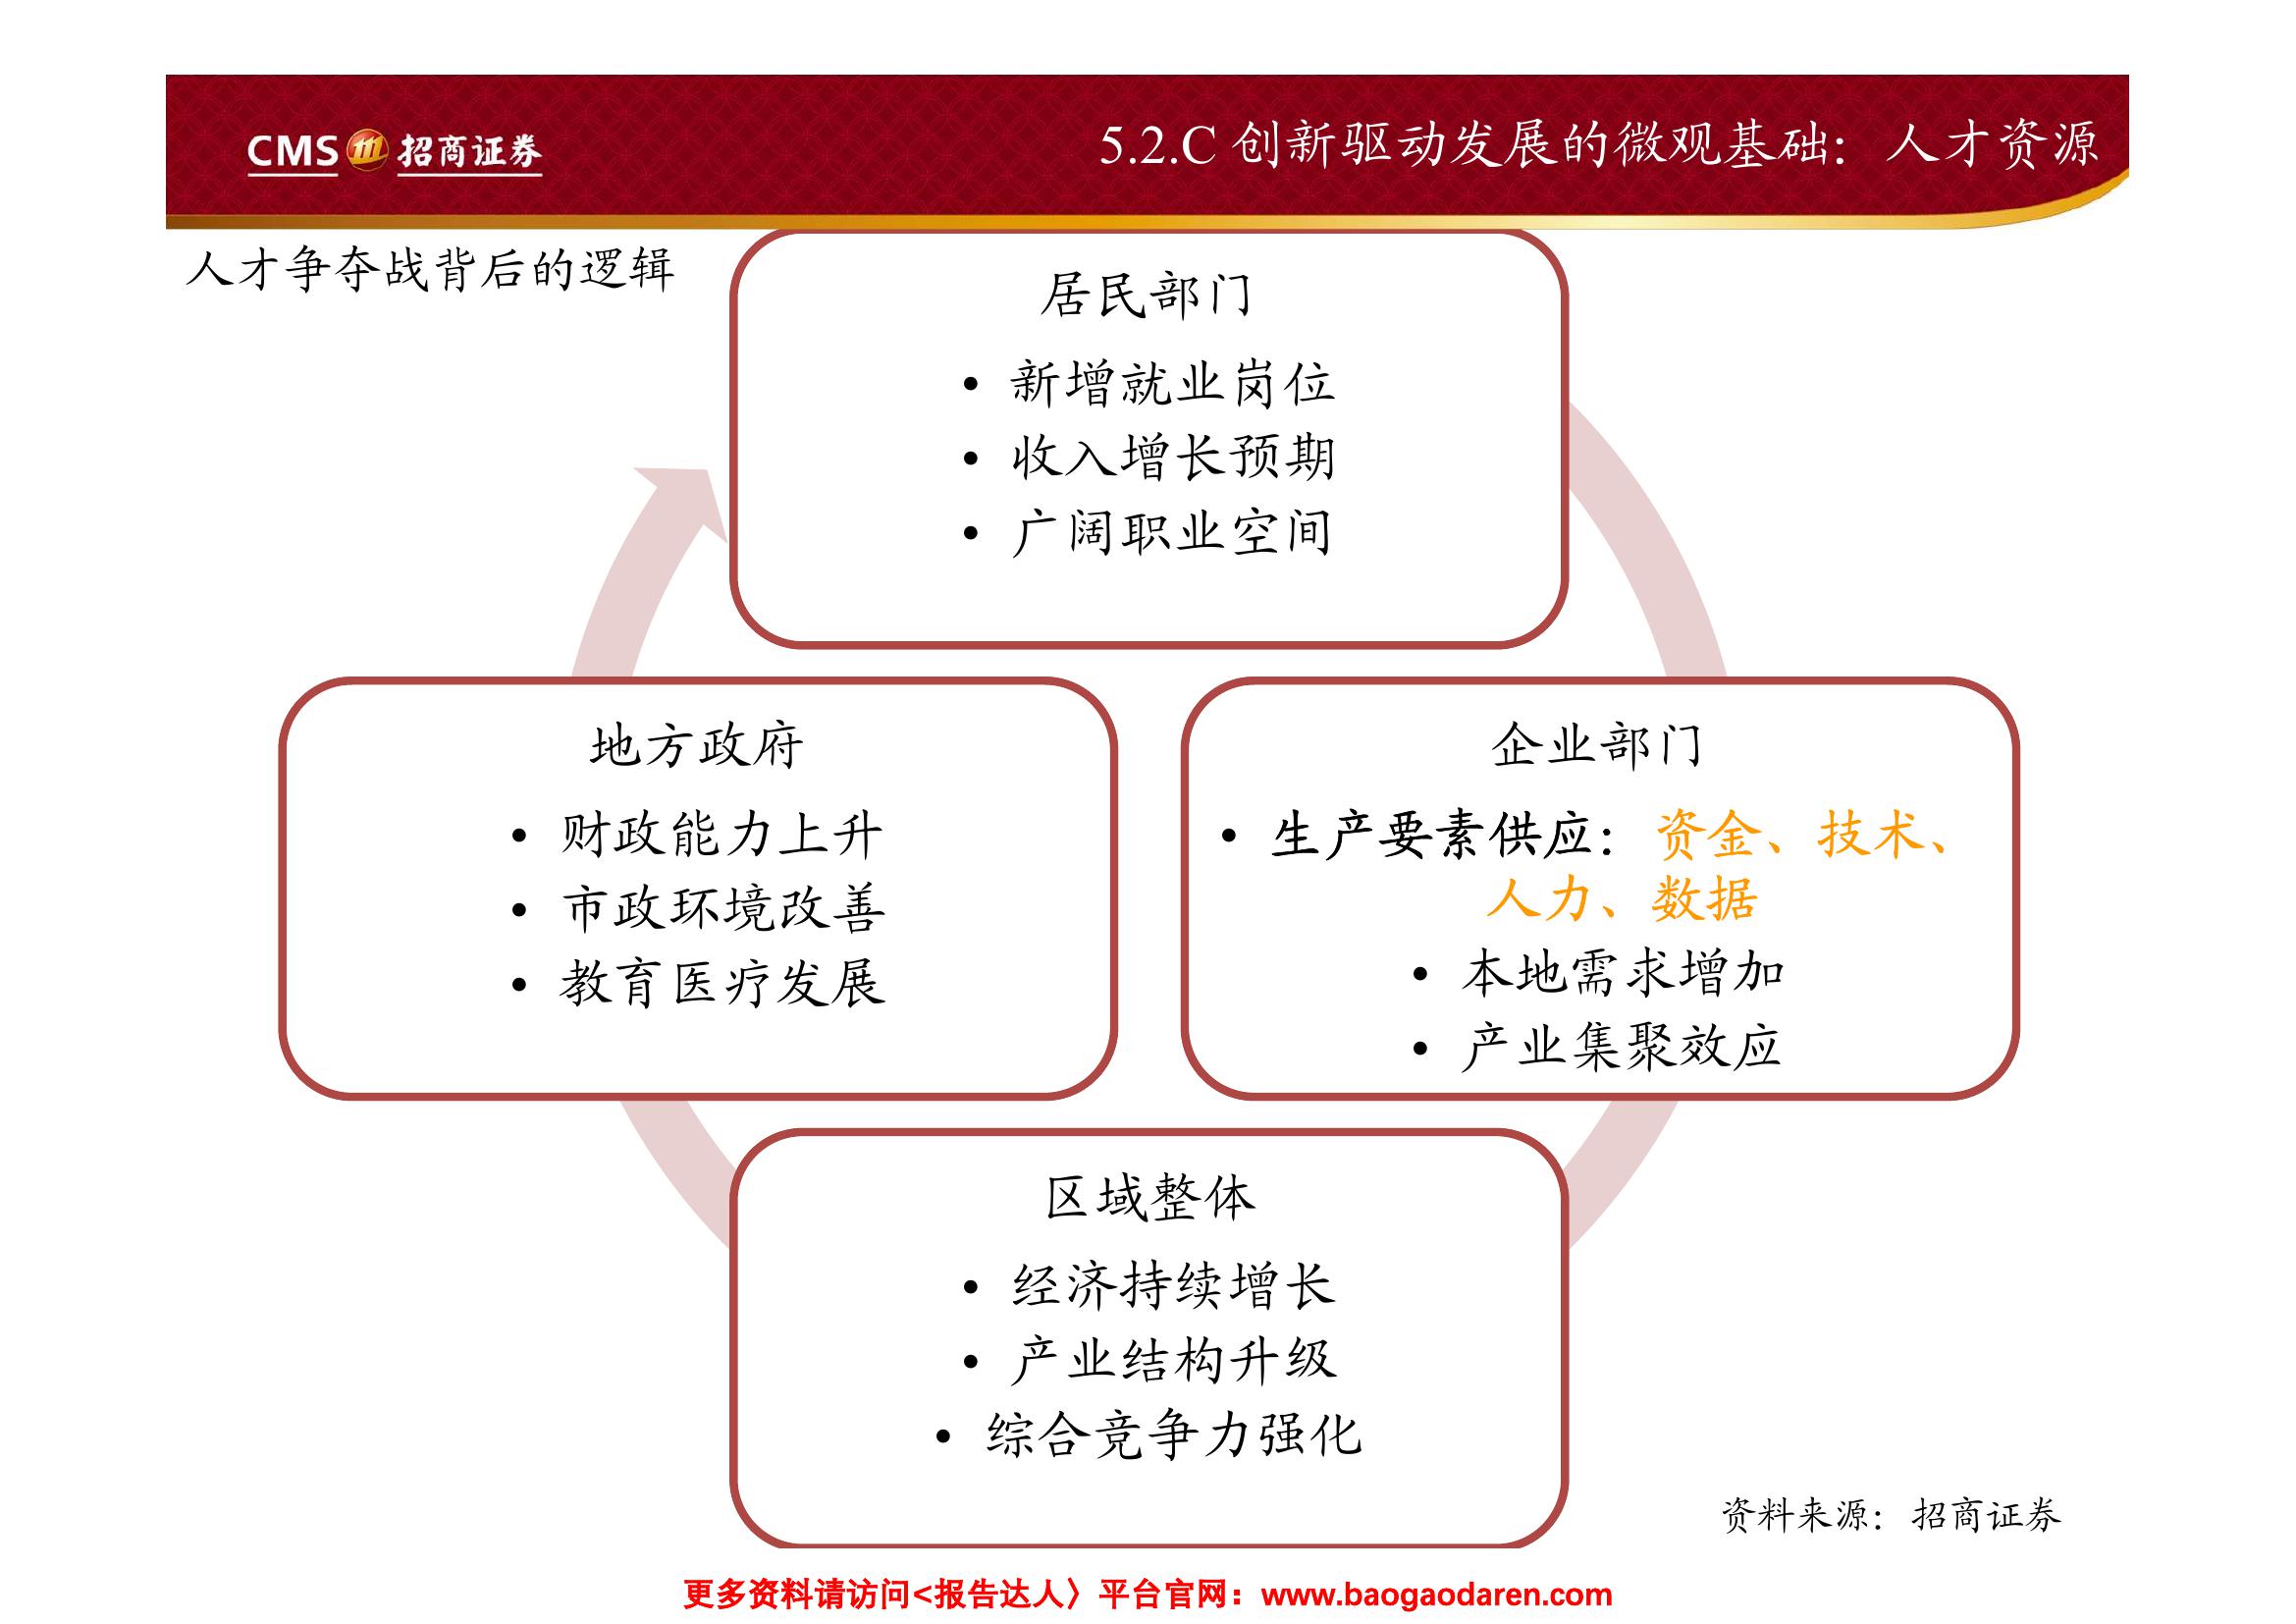 CMS 招商证券
5.2.C 创新驱动发展的微观基础：人才资源
人才争夺战背后的逻辑
居民部门
• 新增就业岗位
• 收入增长预期
• 广阔职业空间
地方政府
• 财政能力上升
• 市政环境改善
• 教育医疗发展
企业部门
• 生产要素供应：资金、技术、
人力、数据
• 本地需求增加
• 产业集聚效应
区域整体
• 经济持续增长
• 产业结构升级
• 综合竞争力强化
资料来源：招商证券
更多资料请访问<报告达人〉平台官网：www.baogaodaren.com